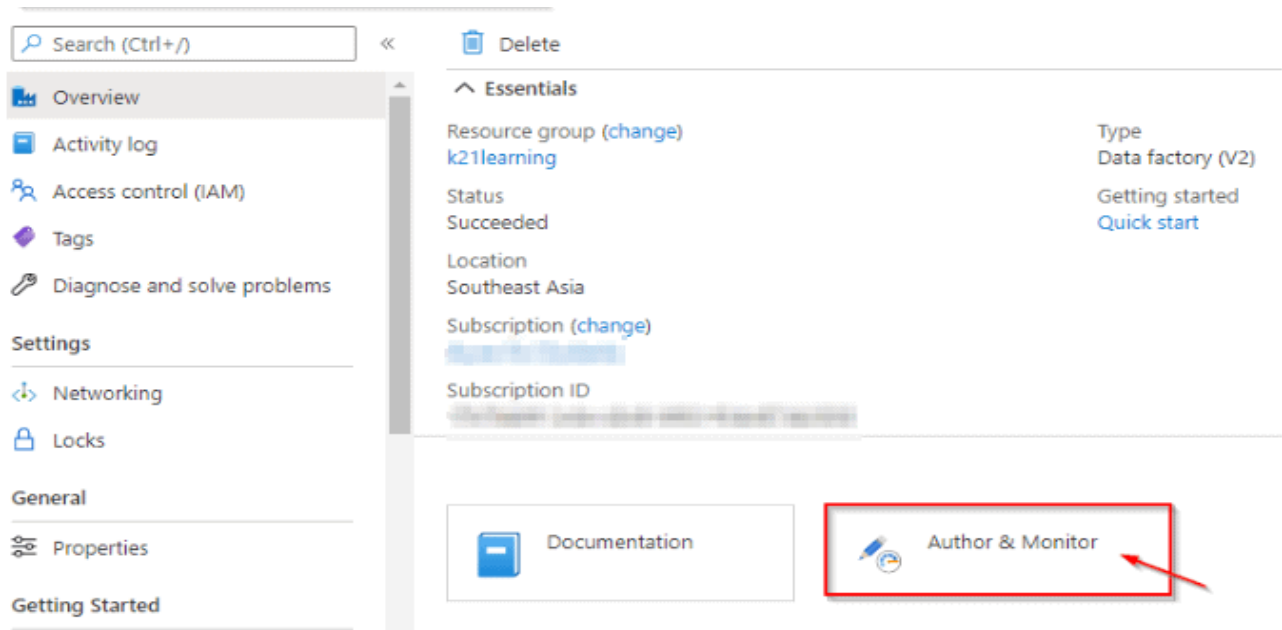 Search (Ctrl+/)
«
Overview
Activity log
Access control (IAM)
Tags
Diagnose and solve problems
Settings
Networking
Locks
General
Properties
Getting Started
Delete
Essentials
Resource group (change)
k21learning
Status
Succeeded
Location
Southeast Asia
Subscription (change)
Subscription ID
Type
Data factory (V2)
Getting started
Quick start
Documentation
Author & Monitor